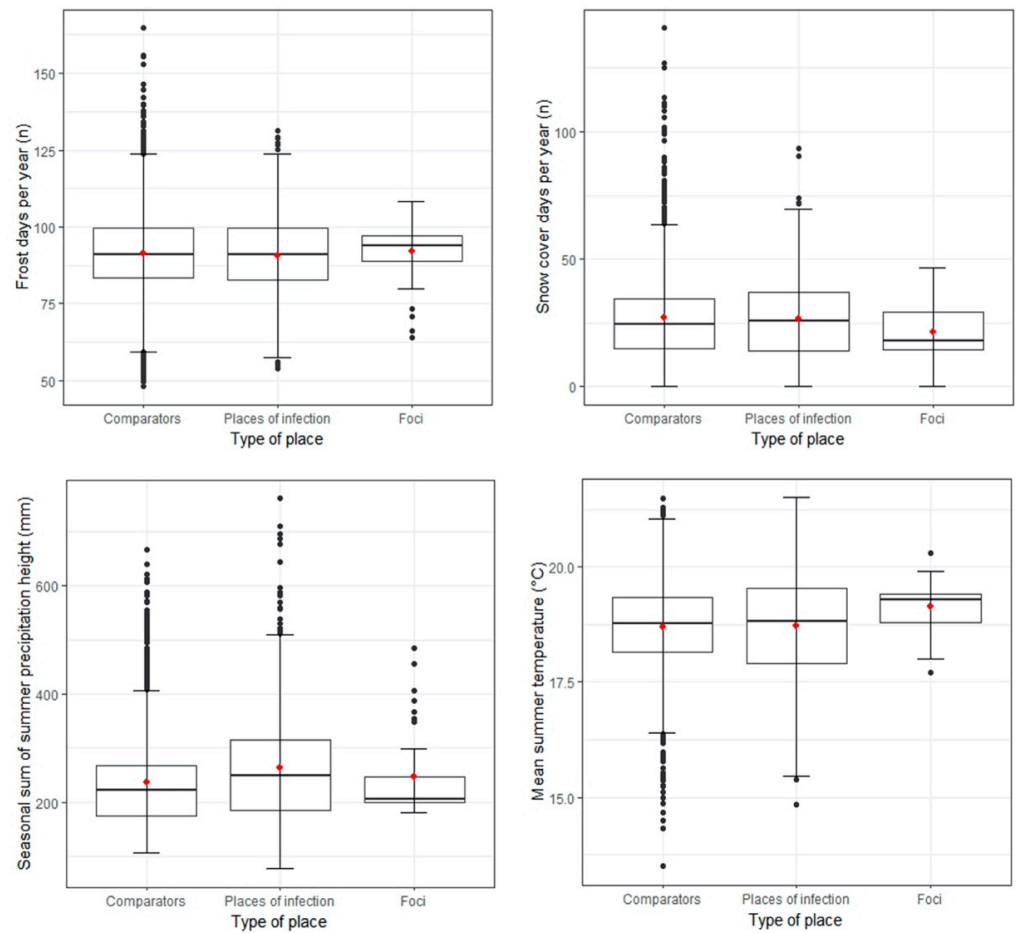 Frost days per year (n)
150
125
100
75
50
Comparators Places of infection Foci
Type of place
Snow cover days per year (n)
100
50
0
Comparators Places of infection Foci
Type of place
Seasonal sum of summer precipitation height (mm)
600
400
200
Comparators Places of infection Foci
Type of place
Mean summer temperature (°C)
20.0
17.5
15.0
Comparators Places of infection Foci
Type of place